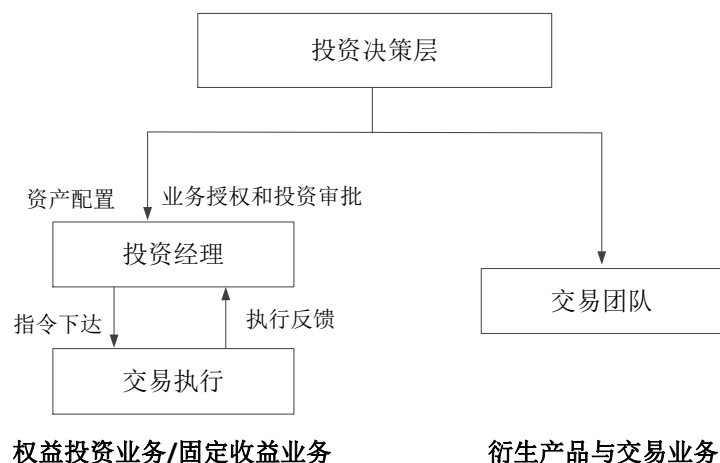 投资决策层
资产配置
业务授权和投资审批
投资经理
交易团队
指令下达
执行反馈
交易执行
权益投资业务/固定收益业务
衍生产品与交易业务